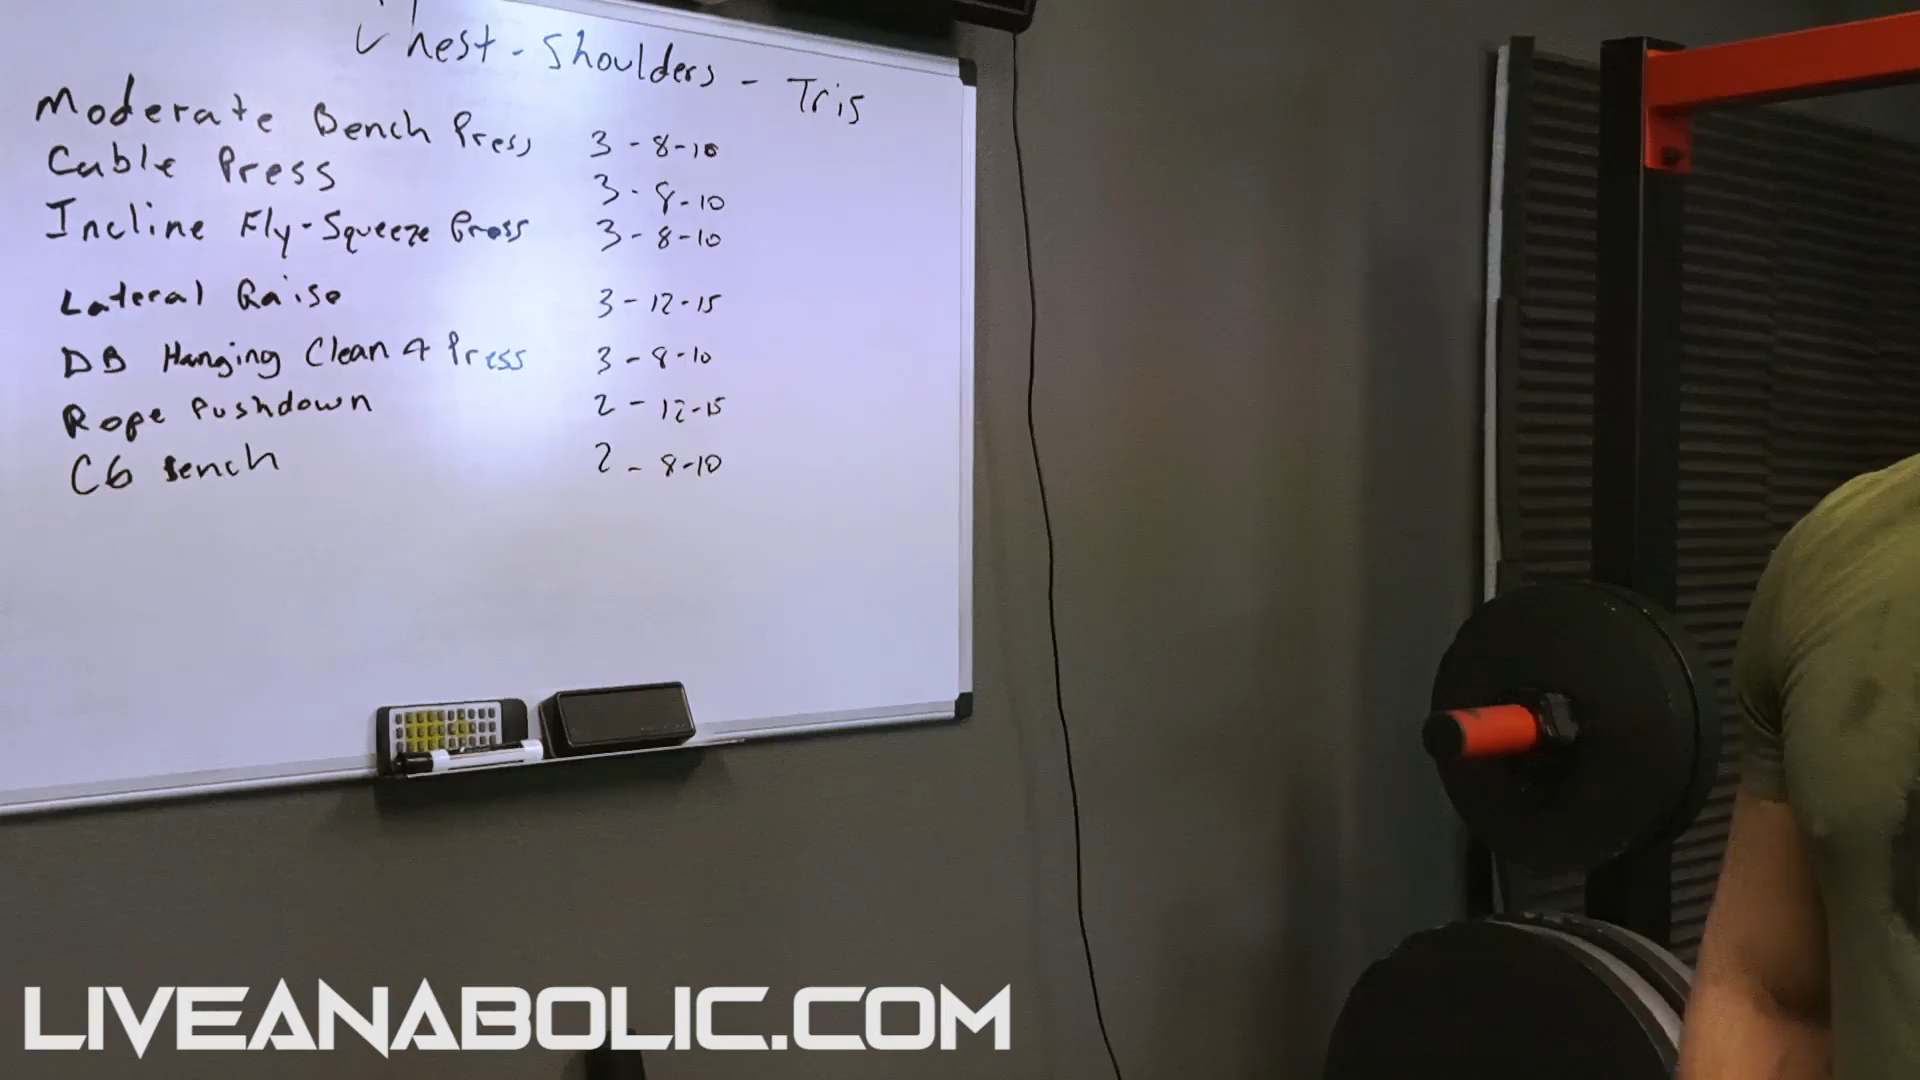 Chest - Shoulders - Tris
Moderate Bench Press 3 - 8-10
Cable Press 3 - 8-10
Incline Fly-Squeeze Press 3 - 8-10
Lateral Raise 3 - 12-15
DB Hanging Clean & Press 3 - 8-10
Rope Pushdown 2 - 12-15
CG Bench 2 - 8-10
LIVEANABOLIC.COM